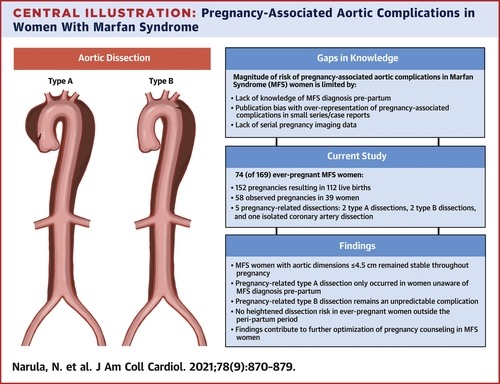 CENTRAL ILLUSTRATION: Pregnancy-Associated Aortic Complications in
Women With Marfan Syndrome
Aortic Dissection
Type A
Type B
Gaps in Knowledge
Magnitude of risk of pregnancy-associated aortic complications in Marfan
Syndrome (MFS) women is limited by:
• Lack of knowledge of MFS diagnosis pre-partum
• Publication bias with over-representation of pregnancy-associated
complications in small series/case reports
• Lack of serial pregnancy imaging data
Current Study
74 (of 169) ever-pregnant MFS women:
• 152 pregnancies resulting in 112 live births
• 58 observed pregnancies in 39 women
• 5 pregnancy-related dissections: 2 type A dissections, 2 type B dissections,
and one isolated coronary artery dissection
Findings
• MFS women with aortic dimensions ≤4.5 cm remained stable throughout
pregnancy
• Pregnancy-related type A dissection only occurred in women unaware of
MFS diagnosis pre-partum
• Pregnancy-related type B dissection remains an unpredictable complication
• No heightened dissection risk in ever-pregnant women outside the
peri-partum period
• Findings contribute to further optimization of pregnancy counseling in MFS
women
Narula, N. et al. J Am Coll Cardiol. 2021;78(9):870-879.